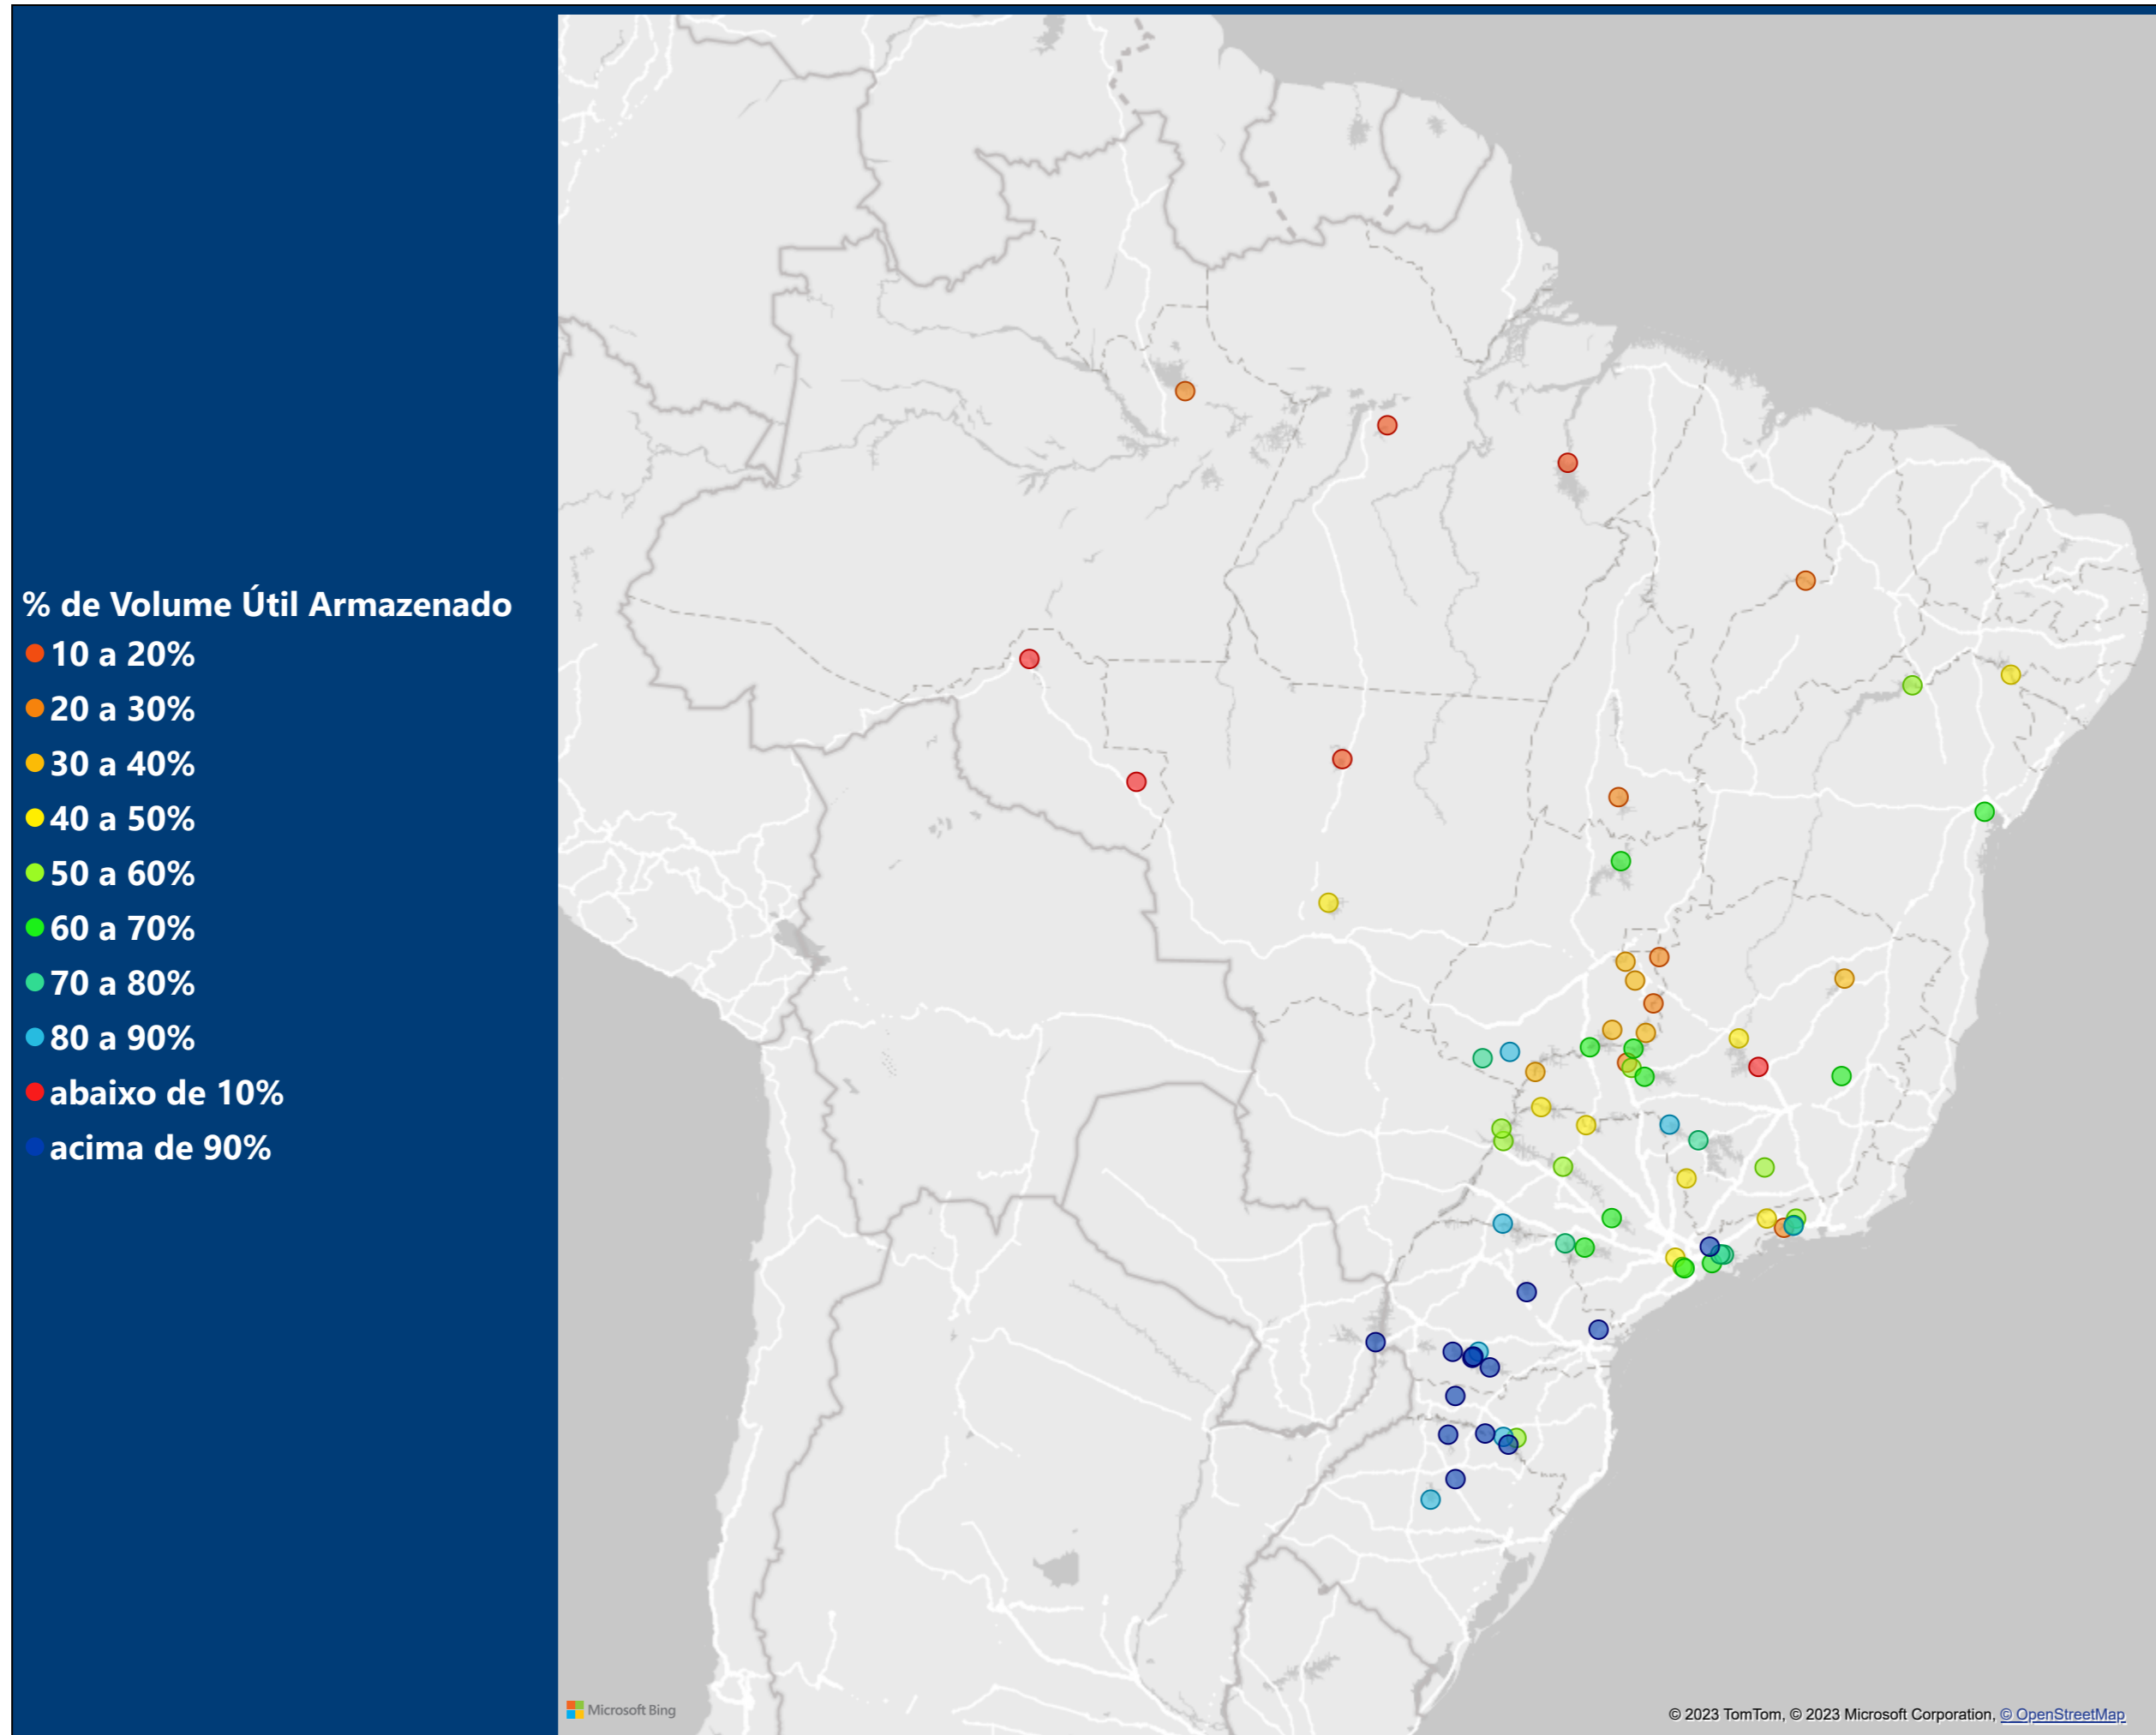 % de Volume Útil Armazenado
10 a 20%
20 a 30%
30 a 40%
40 a 50%
50 a 60%
60 a 70%
70 a 80%
80 a 90%
abaixo de 10%
acima de 90%
Microsoft Bing
© 2023 TomTom, © 2023 Microsoft Corporation, © OpenStreetMap